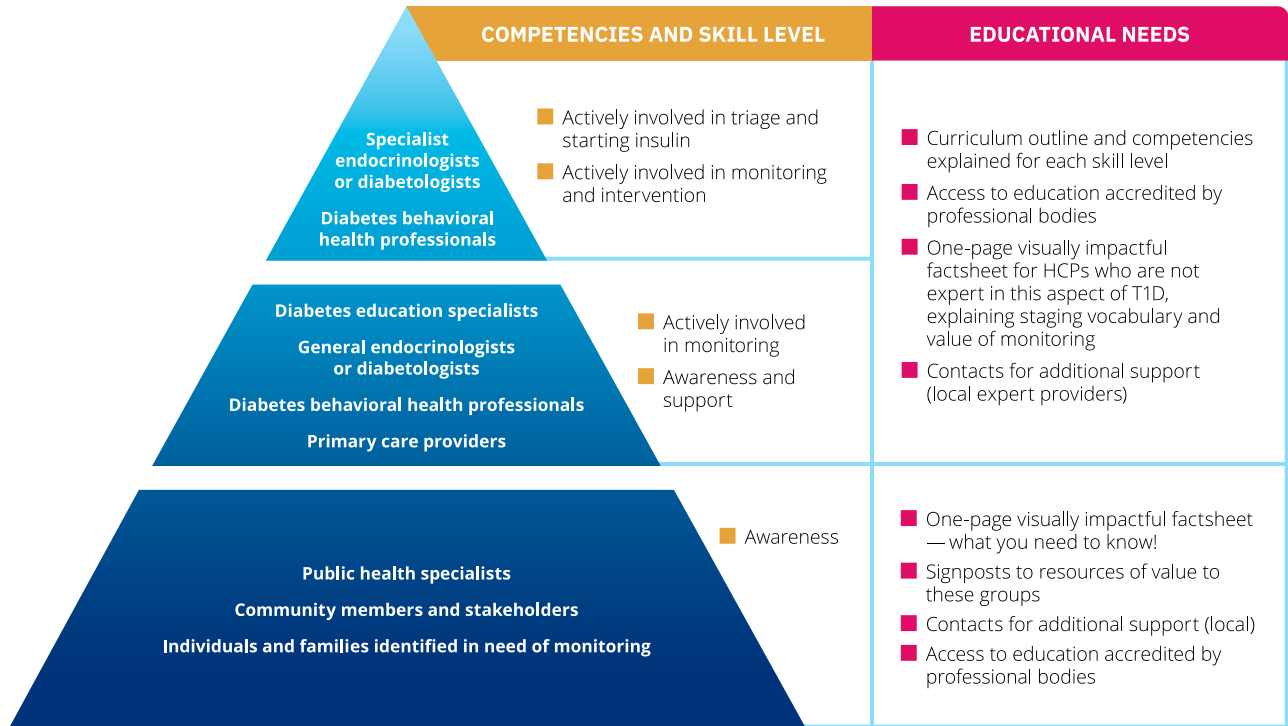 COMPETENCIES AND SKILL LEVEL
EDUCATIONAL NEEDS
Specialist
endocrinologists
or diabetologists
Diabetes behavioral
health professionals
Actively involved in triage and
starting insulin
Actively involved in monitoring
and intervention
Diabetes education specialists
General endocrinologists
or diabetologists
Diabetes behavioral health professionals
Primary care providers
Actively involved
in monitoring
Awareness and
support
Curriculum outline and competencies
explained for each skill level
Access to education accredited by
professional bodies
One-page visually impactful
factsheet for HCPs who are not
expert in this aspect of T1D,
explaining staging vocabulary and
value of monitoring
Contacts for additional support
(local expert providers)
Public health specialists
Community members and stakeholders
Individuals and families identified in need of monitoring
Awareness
One-page visually impactful factsheet
— what you need to know!
Signposts to resources of value to
these groups
Contacts for additional support (local)
Access to education accredited by
professional bodies